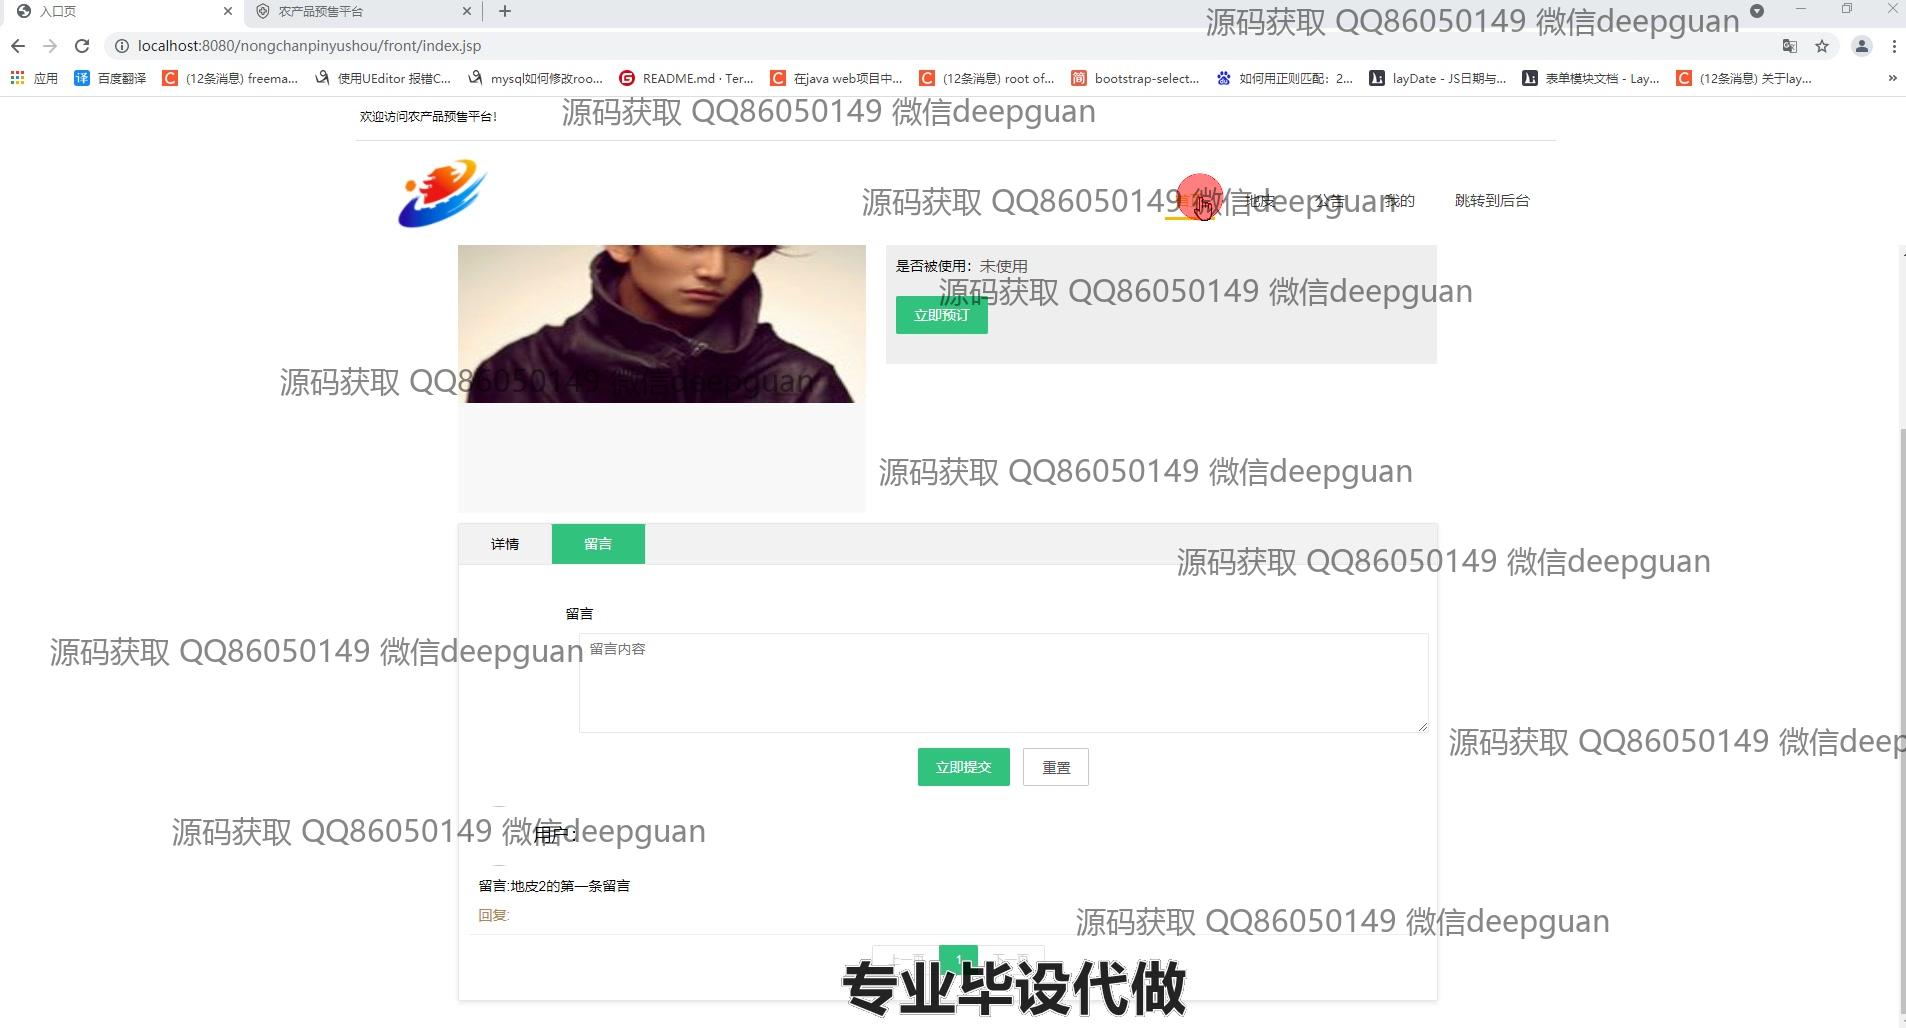 入口页
农产品预售平台
源码获取 QQ86050149 微信deepguan
localhost:8080/nongchanpinyushou/front/index.jsp
应用
百度翻译
(12条消息) freema...
使用UEditor 报错C...
mysql如何修改roo...
README.md · Ter...
在java web项目中...
(12条消息) root of...
bootstrap-select...
如何用正则匹配：2...
layDate - JS日期与...
表单模块文档 - Lay...
(12条消息) 关于lay...
»
欢迎访问农产品预售平台!
源码获取 QQ86050149 微信deepguan
源码获取 QQ86050149 微信deepguan
地皮
公告
我的
跳转到后台
是否被使用：未使用
源码获取 QQ86050149 微信deepguan
立即预订
源码获取 QQ86050149 微信deepguan
源码获取 QQ86050149 微信deepguan
详情
留言
源码获取 QQ86050149 微信deepguan
留言
源码获取 QQ86050149 微信deepguan
留言内容
源码获取 QQ86050149 微信deep
立即提交
重置
源码获取 QQ86050149 微信deepguan
用户:
留言:地皮2的第一条留言
回复:
源码获取 QQ86050149 微信deepguan
上一页
1
下一页
专业毕设代做